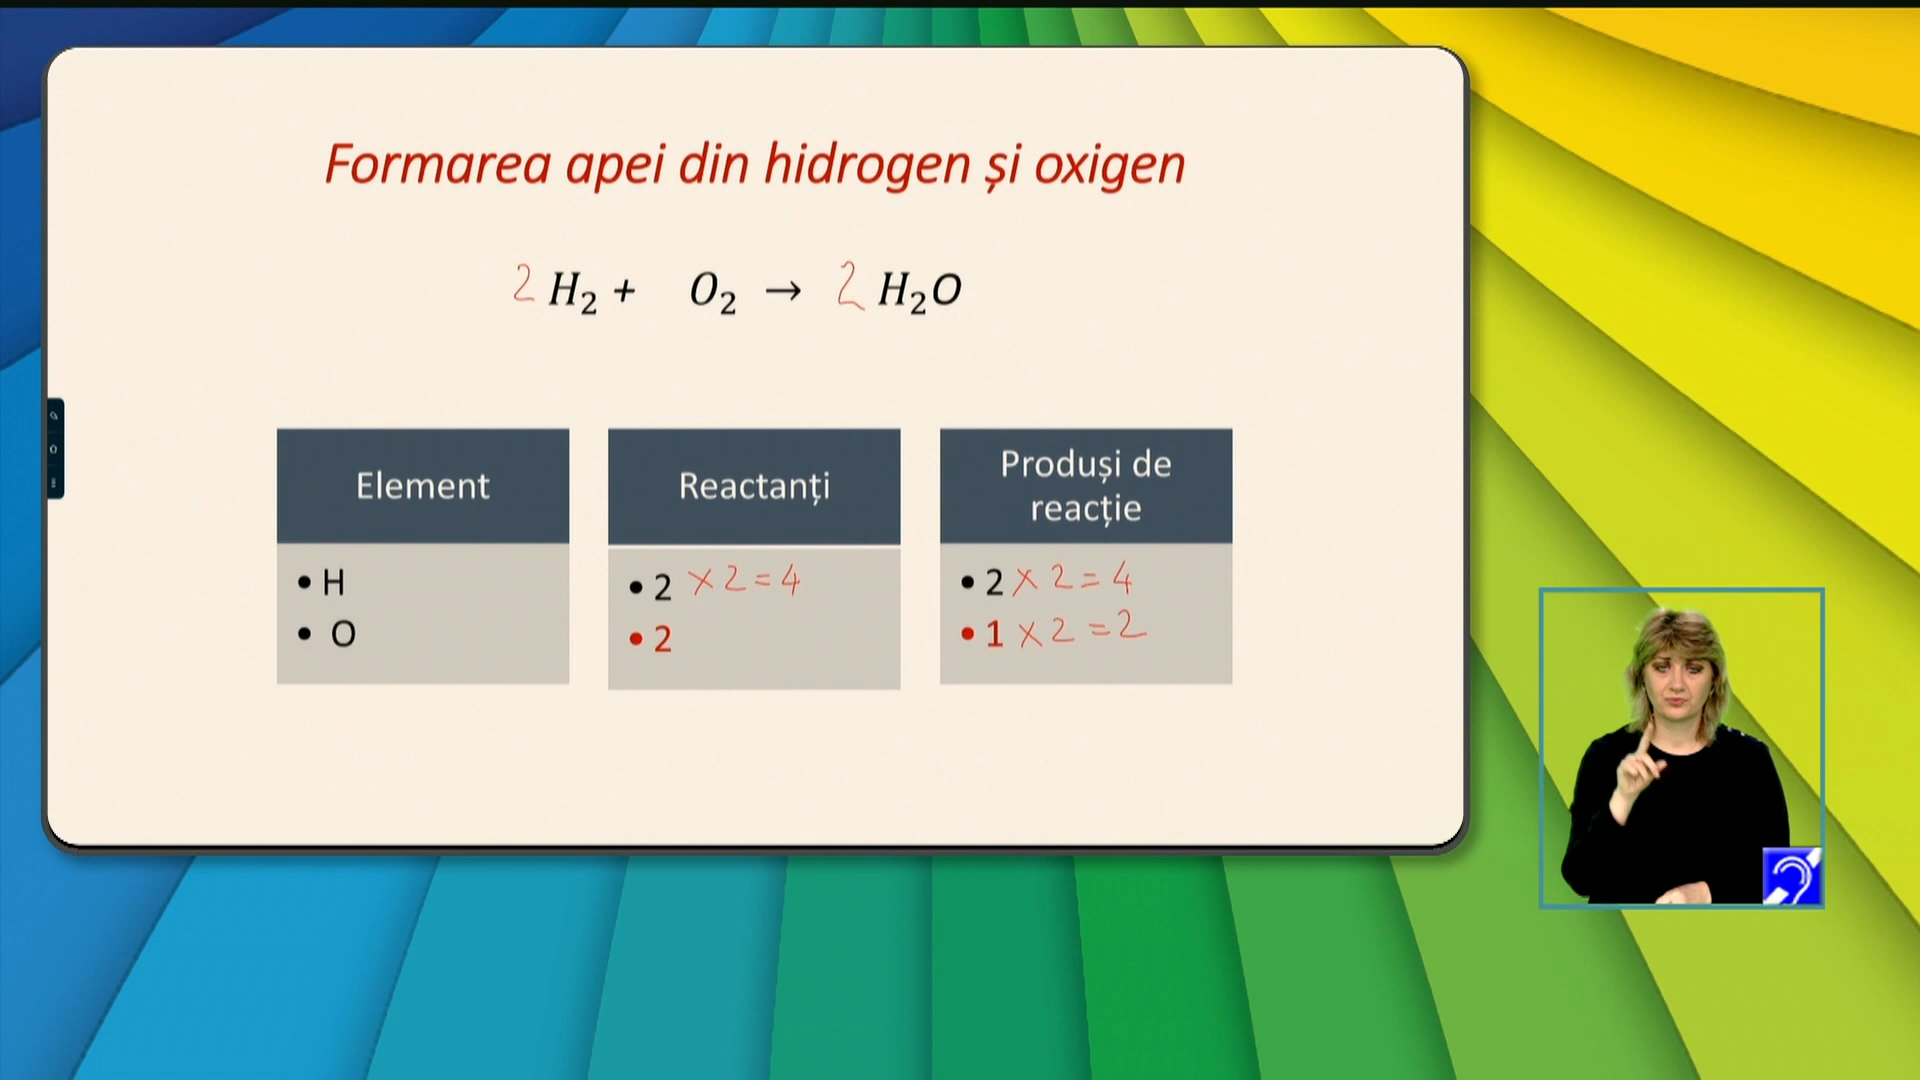 Formarea apei din hidrogen și oxigen
2 H₂ + O₂ → 2 H₂O
Element
• H
• O
Reactanți
• 2 × 2 = 4
• 2
Produși de
reacție
• 2 × 2 = 4
• 1 × 2 = 2